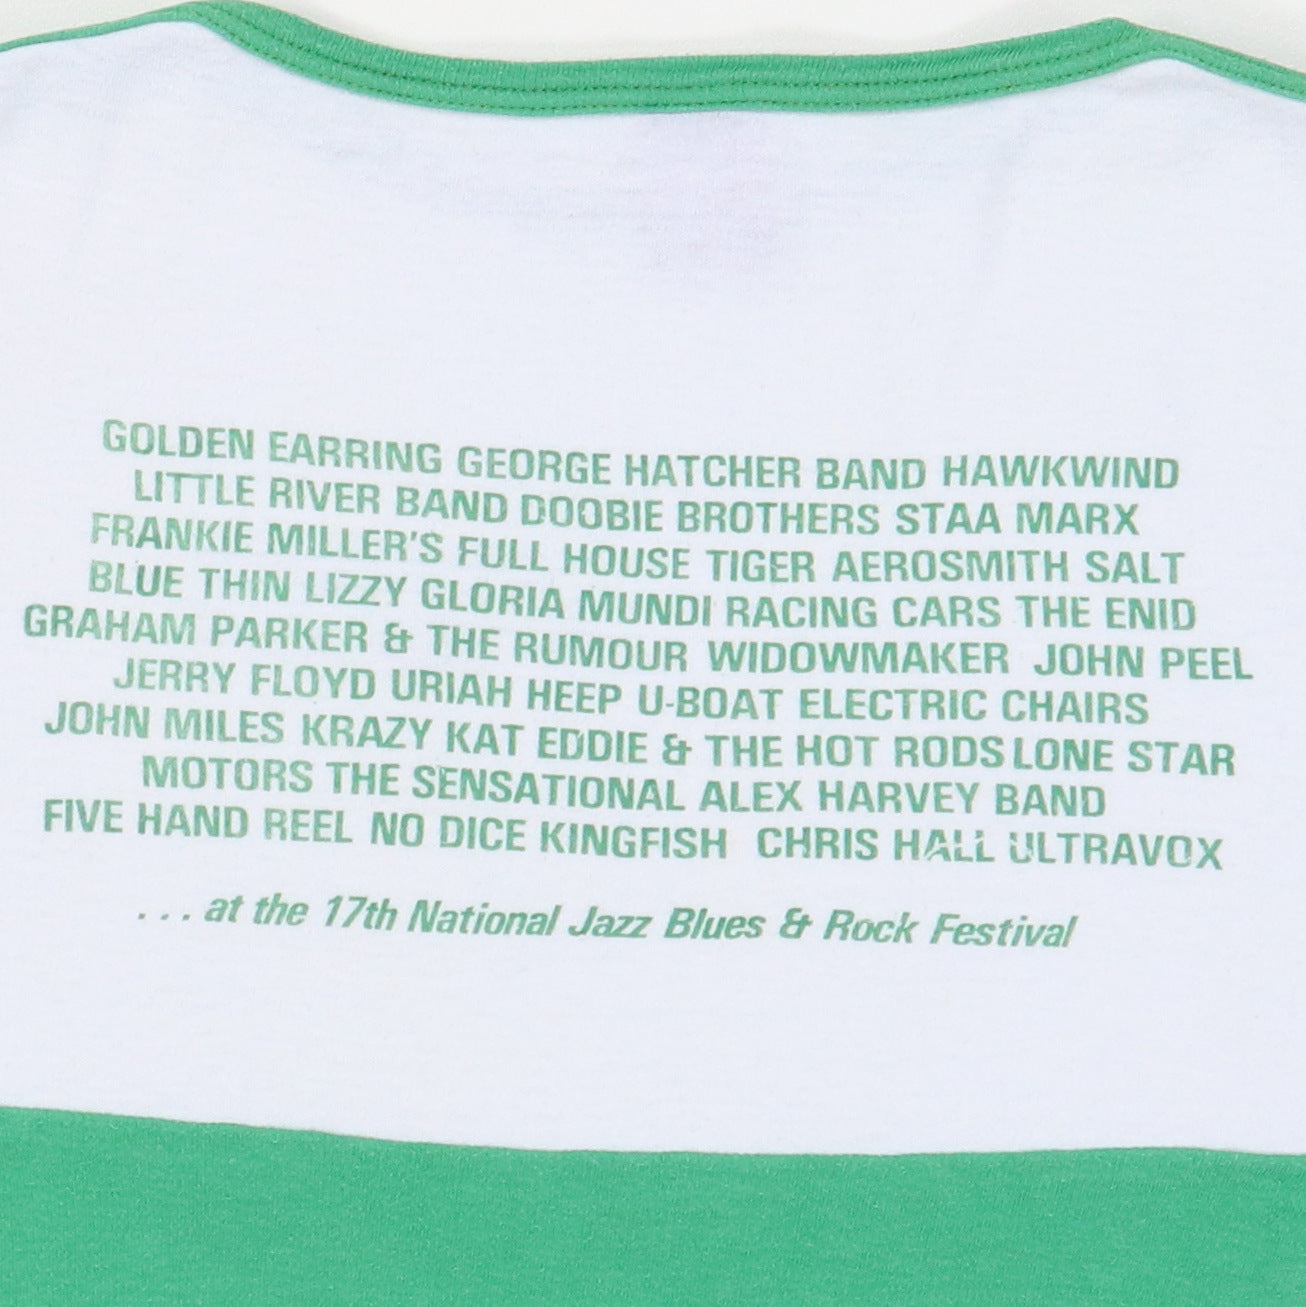 GOLDEN EARRING GEORGE HATCHER BAND HAWKWIND
LITTLE RIVER BAND DOOBIE BROTHERS STAA MARX
FRANKIE MILLER'S FULL HOUSE TIGER AEROSMITH SALT
BLUE THIN LIZZY GLORIA MUNDI RACING CARS THE ENID
GRAHAM PARKER & THE RUMOUR WIDOWMAKER JOHN PEEL
JERRY FLOYD URIAH HEEP U-BOAT ELECTRIC CHAIRS
JOHN MILES KRAZY KAT EDDIE & THE HOT RODS LONE STAR
MOTORS THE SENSATIONAL ALEX HARVEY BAND
FIVE HAND REEL NO DICE KINGFISH CHRIS HALL ULTRAVOX
. . . at the 17th National Jazz Blues & Rock Festival